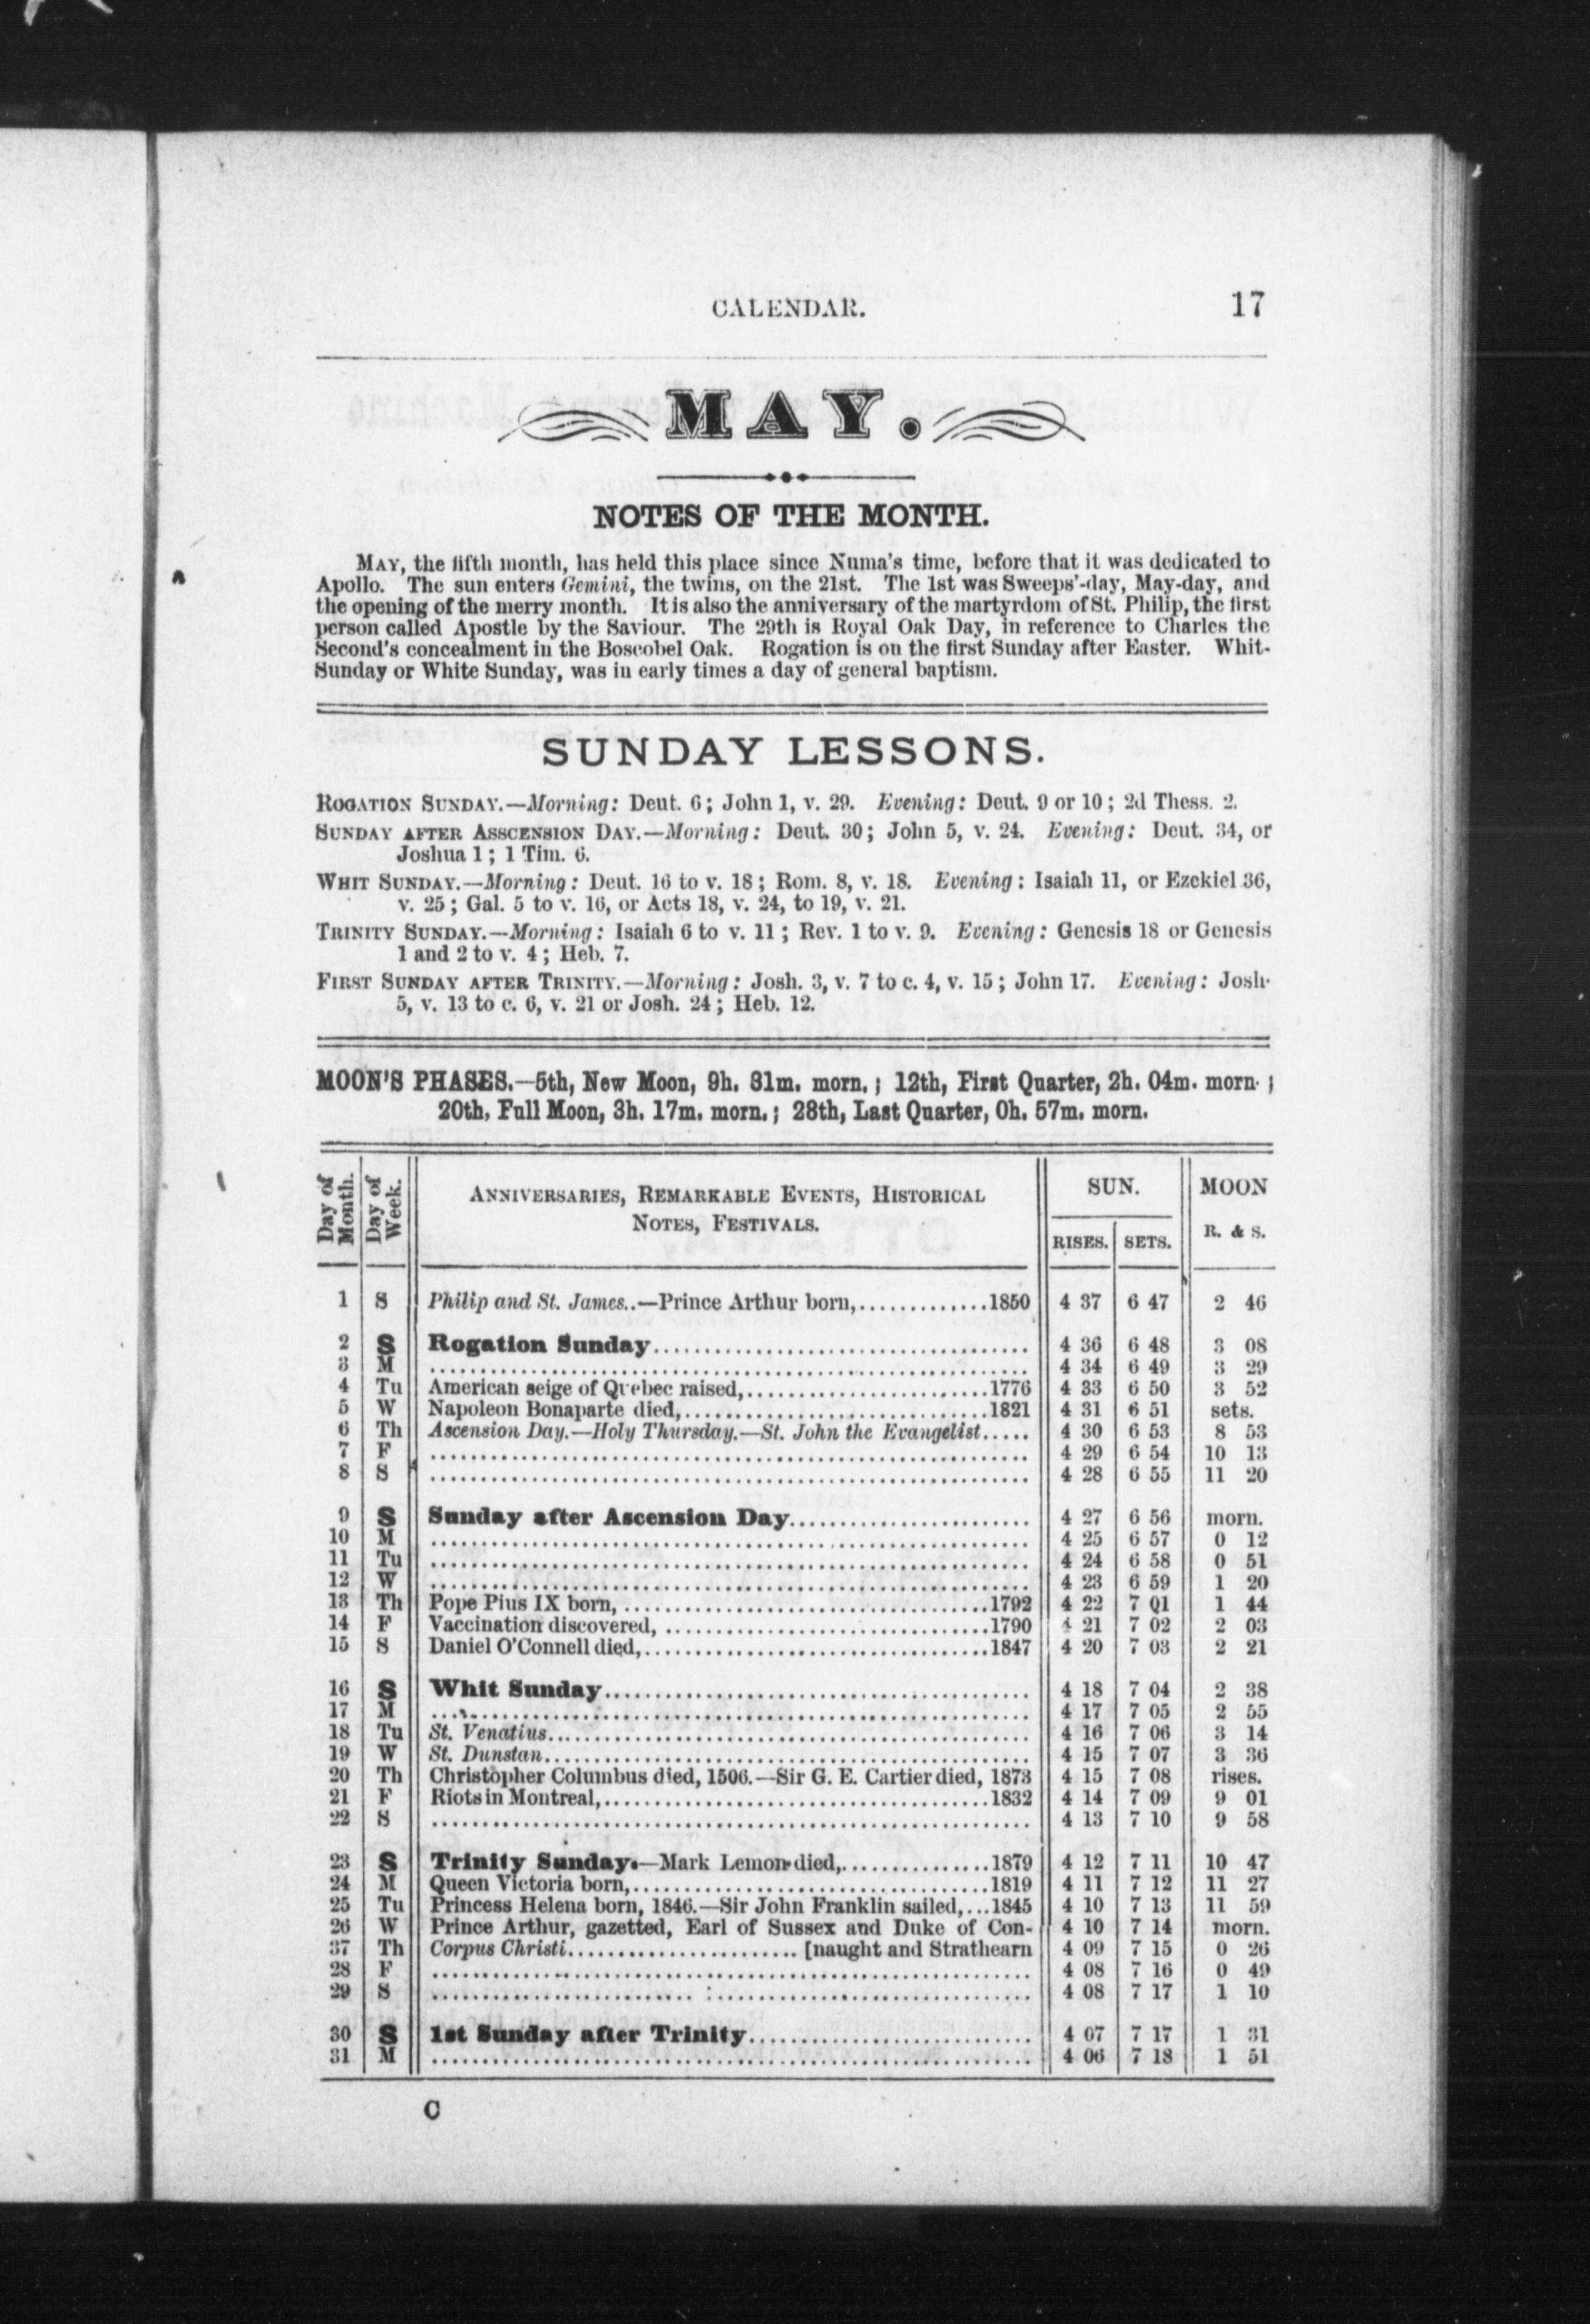 CALENDAR. 17
MAY.
NOTES OF THE MONTH.
MAY, the fifth month, has held this place since Numa's time, before that it was dedicated to
Apollo. The sun enters Gemini, the twins, on the 21st. The 1st was Sweeps'-day, May-day, and
the opening of the merry month. It is also the anniversary of the martyrdom of St. Philip, the first
person called Apostle by the Saviour. The 29th is Royal Oak Day, in reference to Charles the
Second's concealment in the Boscobel Oak. Rogation is on the first Sunday after Easter. Whit-
Sunday or White Sunday, was in early times a day of general baptism.
SUNDAY LESSONS.
ROGATION SUNDAY.—Morning: Deut. 6; John 1, v. 29. Evening: Deut. 9 or 10; 2d Thess. 2.
SUNDAY AFTER ASSCENSION DAY.—Morning: Deut. 30; John 5, v. 24. Evening: Deut. 34, or
Joshua 1; 1 Tim. 6.
WHIT SUNDAY.—Morning: Deut. 16 to v. 18; Rom. 8, v. 18. Evening: Isaiah 11, or Ezekiel 36,
v. 25; Gal. 5 to v. 16, or Acts 18, v. 24, to 19, v. 21.
TRINITY SUNDAY.—Morning: Isaiah 6 to v. 11; Rev. 1 to v. 9. Evening: Genesis 18 or Genesis
1 and 2 to v. 4; Heb. 7.
FIRST SUNDAY AFTER TRINITY.—Morning: Josh. 3, v. 7 to c. 4, v. 15; John 17. Evening: Josh.
5, v. 13 to c. 6, v. 21 or Josh. 24; Heb. 12.
MOON'S PHASES.—5th, New Moon, 9h. 31m. morn.; 12th, First Quarter, 2h. 04m. morn.;
20th, Full Moon, 3h. 17m. morn.; 28th, Last Quarter, 0h. 57m. morn.
Day of Month. Day of Week. ANNIVERSARIES, REMARKABLE EVENTS, HISTORICAL SUN. MOON
NOTES, FESTIVALS. RISES. SETS. R. & S.
1 S Philip and St. James..—Prince Arthur born,.............1850 4 37 6 47 2 46
2 S Rogation Sunday...................................... 4 36 6 48 3 08
3 M ...................................... 4 34 6 49 3 29
4 Tu American seige of Quebec raised,........................1776 4 33 6 50 3 52
5 W Napoleon Bonaparte died,..............................1821 4 31 6 51 sets.
6 Th Ascension Day.—Holy Thursday.—St. John the Evangelist..... 4 30 6 53 8 53
7 F ...................................... 4 29 6 54 10 13
8 S ...................................... 4 28 6 55 11 20
9 S Sunday after Ascension Day........................ 4 27 6 56 morn.
10 M ...................................... 4 25 6 57 0 12
11 Tu ...................................... 4 24 6 58 0 51
12 W ...................................... 4 23 6 59 1 20
13 Th Pope Pius IX born, ....................................1792 4 22 7 01 1 44
14 F Vaccination discovered, ................................1790 4 21 7 02 2 03
15 S Daniel O'Connell died,..................................1847 4 20 7 03 2 21
16 S Whit Sunday.......................................... 4 18 7 04 2 38
17 M ...................................... 4 17 7 05 2 55
18 Tu St. Venatius................................................ 4 16 7 06 3 14
19 W St. Dunstan................................................ 4 15 7 07 3 36
20 Th Christopher Columbus died, 1506.—Sir G. E. Cartier died, 1873 4 15 7 08 rises.
21 F Riots in Montreal,......................................1832 4 14 7 09 9 01
22 S ...................................... 4 13 7 10 9 58
23 S Trinity Sunday.—Mark Lemon died,...............1879 4 12 7 11 10 47
24 M Queen Victoria born,...................................1819 4 11 7 12 11 27
25 Tu Princess Helena born, 1846.—Sir John Franklin sailed,...1845 4 10 7 13 11 59
26 W Prince Arthur, gazetted, Earl of Sussex and Duke of Con- 4 10 7 14 morn.
37 Th Corpus Christi....................... [naught and Strathearn 4 09 7 15 0 26
28 F ...................................... 4 08 7 16 0 49
29 S ...................................... 4 08 7 17 1 10
30 S 1st Sunday after Trinity............................ 4 07 7 17 1 31
31 M ...................................... 4 06 7 18 1 51
C